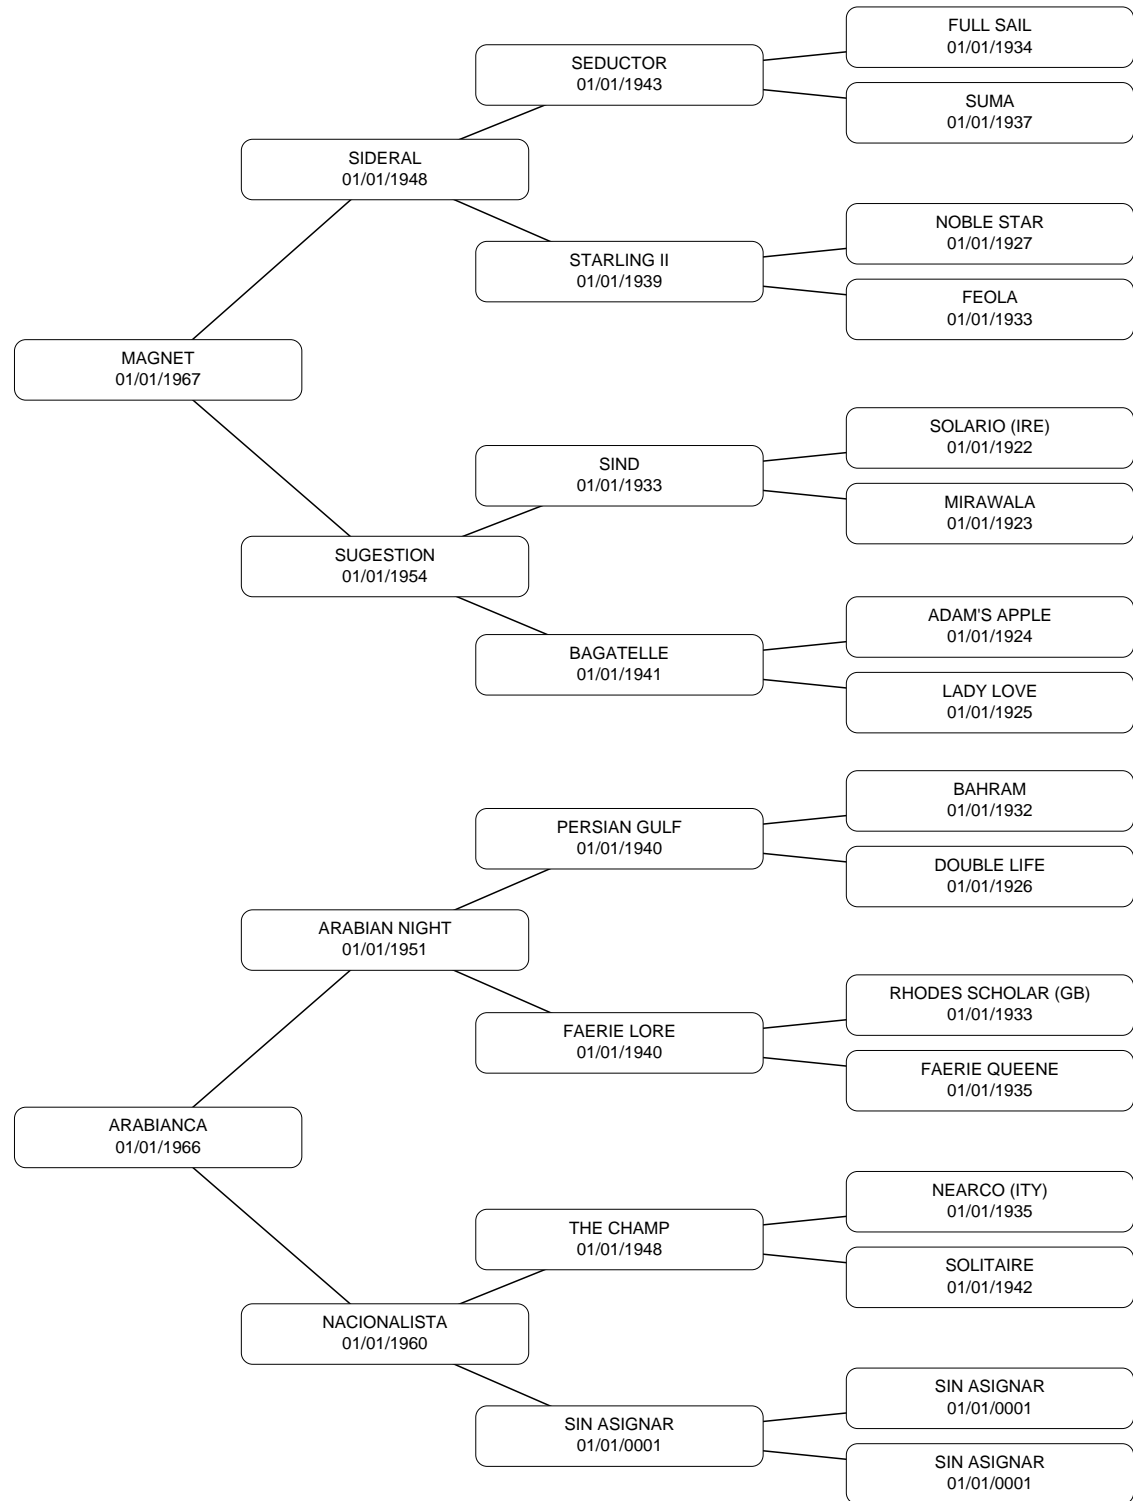 FULL SAIL
01/01/1934
SEDUCTOR
01/01/1943
SUMA
01/01/1937
SIDERAL
01/01/1948
NOBLE STAR
01/01/1927
STARLING II
01/01/1939
FEOLA
01/01/1933
MAGNET
01/01/1967
SOLARIO (IRE)
01/01/1922
SIND
01/01/1933
MIRAWALA
01/01/1923
SUGESTION
01/01/1954
ADAM'S APPLE
01/01/1924
BAGATELLE
01/01/1941
LADY LOVE
01/01/1925
BAHRAM
01/01/1932
PERSIAN GULF
01/01/1940
DOUBLE LIFE
01/01/1926
ARABIAN NIGHT
01/01/1951
RHODES SCHOLAR (GB)
01/01/1933
FAERIE LORE
01/01/1940
FAERIE QUEENE
01/01/1935
ARABIANCA
01/01/1966
NEARCO (ITY)
01/01/1935
THE CHAMP
01/01/1948
SOLITAIRE
01/01/1942
NACIONALISTA
01/01/1960
SIN ASIGNAR
01/01/0001
SIN ASIGNAR
01/01/0001
SIN ASIGNAR
01/01/0001